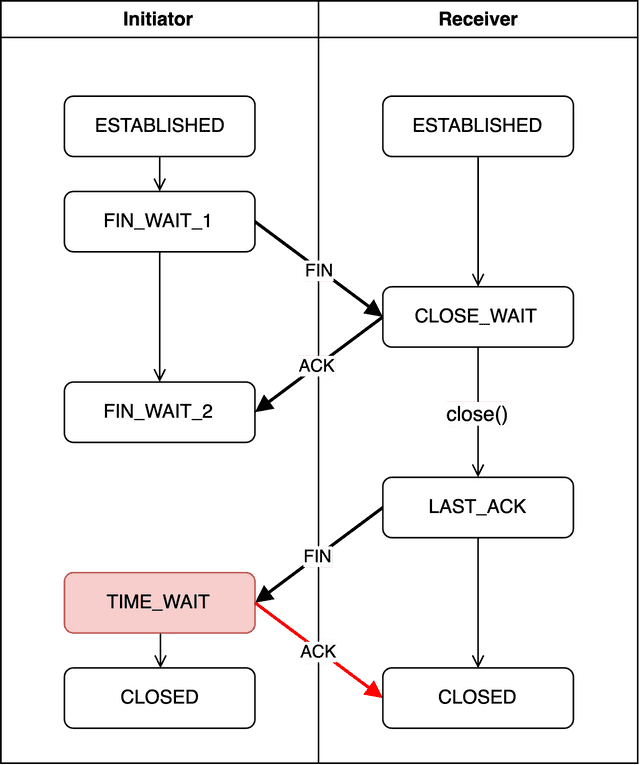 Initiator
Receiver
ESTABLISHED
ESTABLISHED
FIN_WAIT_1
FIN
CLOSE_WAIT
ACK
FIN_WAIT_2
close()
LAST_ACK
FIN
TIME_WAIT
ACK
CLOSED
CLOSED